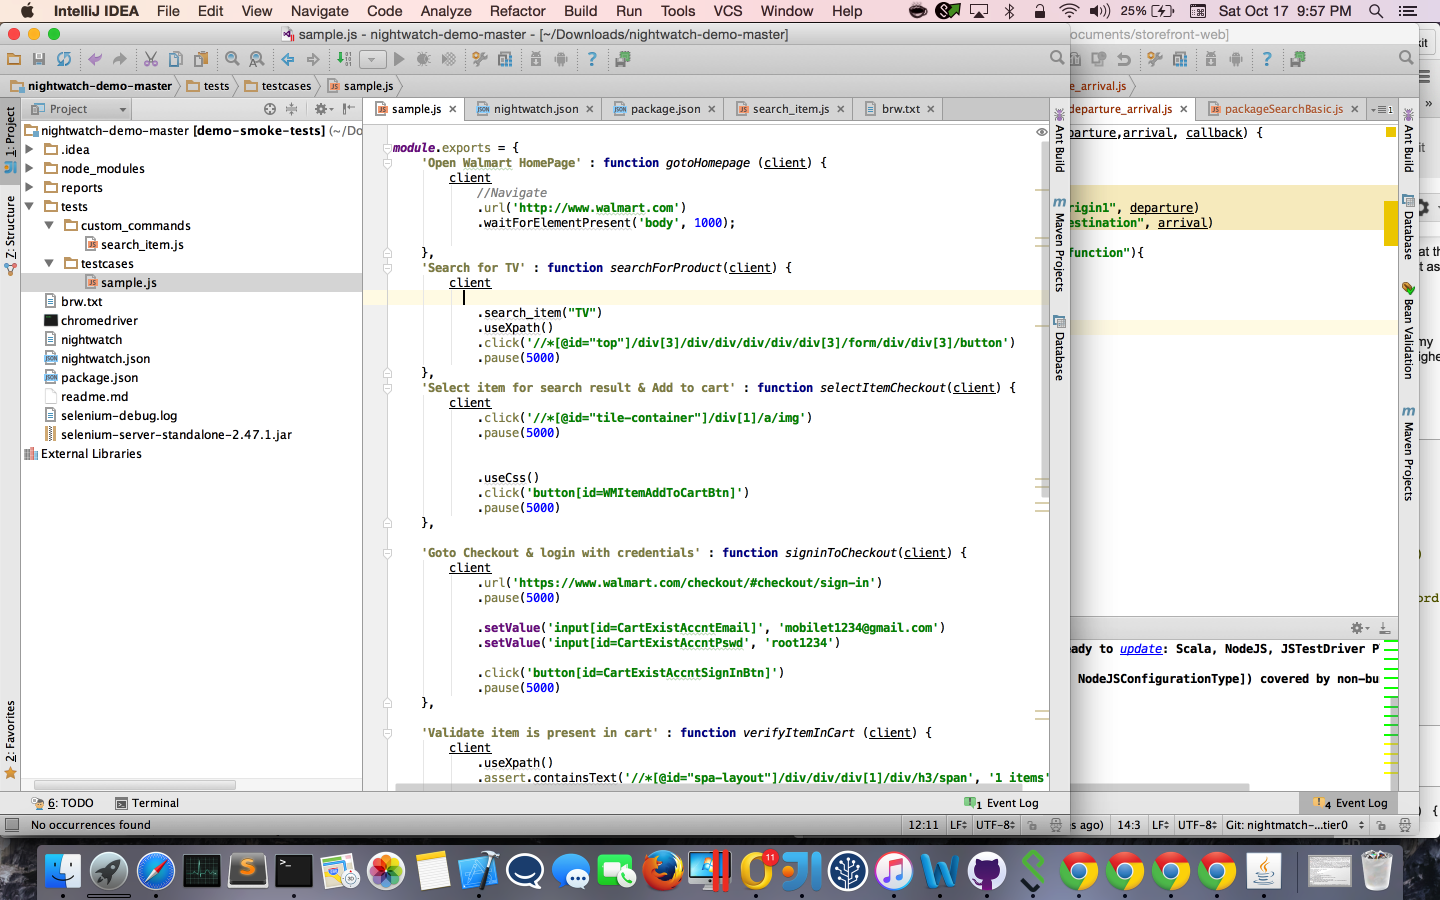 IntelliJ IDEA File Edit View Navigate Code Analyze Refactor Build Run Tools VCS Window Help 25% Sat Oct 17 9:57 PM
sample.js - nightwatch-demo-master - [~/Downloads/nightwatch-demo-master]
ocuments/storefront-web]
nightwatch-demo-master tests testcases sample.js
_arrival.js
Project
sample.js nightwatch.json package.json search_item.js brw.txt
departure_arrival.js packageSearchBasic.js
1: Project
Z: Structure
2: Favorites
nightwatch-demo-master [demo-smoke-tests] (~/Do
.idea
node_modules
reports
tests
custom_commands
search_item.js
testcases
sample.js
brw.txt
chromedriver
nightwatch
nightwatch.json
package.json
readme.md
selenium-debug.log
selenium-server-standalone-2.47.1.jar
External Libraries
module.exports = {
'Open Walmart HomePage' : function gotoHomepage (client) {
client
//Navigate
.url('http://www.walmart.com')
.waitForElementPresent('body', 1000);
},
'Search for TV' : function searchForProduct(client) {
client
.search_item("TV")
.useXpath()
.click('//*[@id="top"]/div[3]/div/div/div/div/div[3]/form/div/div[3]/button')
.pause(5000)
},
'Select item for search result & Add to cart' : function selectItemCheckout(client) {
client
.click('//*[@id="tile-container"]/div[1]/a/img')
.pause(5000)
.useCss()
.click('button[id=WMItemAddToCartBtn]')
.pause(5000)
},
'Goto Checkout & login with credentials' : function signinToCheckout(client) {
client
.url('https://www.walmart.com/checkout/#checkout/sign-in')
.pause(5000)
.setValue('input[id=CartExistAccntEmail]', 'mobilet1234@gmail.com')
.setValue('input[id=CartExistAccntPswd', 'root1234')
.click('button[id=CartExistAccntSignInBtn]')
.pause(5000)
},
'Validate item is present in cart' : function verifyItemInCart (client) {
client
.useXpath()
.assert.containsText('//*[@id="spa-layout"]/div/div/div[1]/div/h3/span', '1 items'
Ant Build
Maven Projects
Database
parture,arrival, callback) {
rigin1", departure)
estination", arrival)
function"){
Ant Build
Database
Bean Validation
Maven Projects
eady to update: Scala, NodeJS, JSTestDriver P
NodeJSConfigurationType]) covered by non-bu
6: TODO Terminal 1 Event Log
4 Event Log
No occurrences found 12:11 LF UTF-8
s ago) 14:3 LF UTF-8 Git: nightmatch-...tier0
11